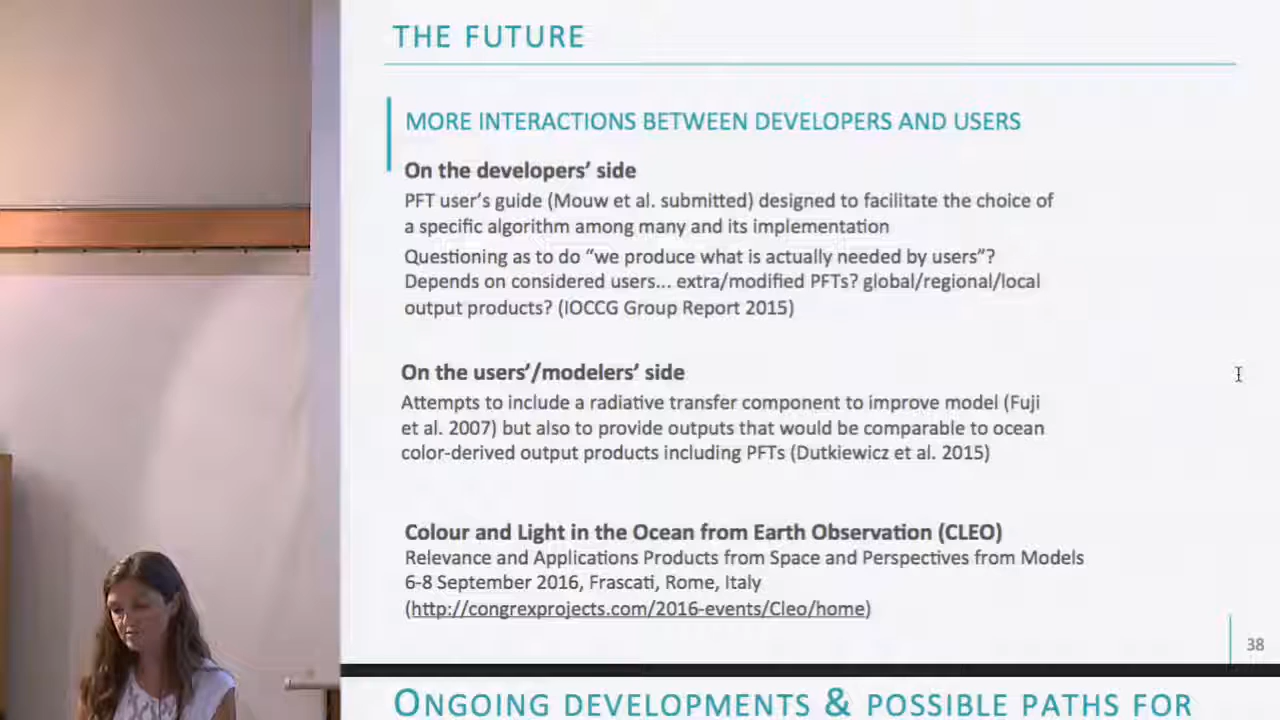 THE FUTURE
MORE INTERACTIONS BETWEEN DEVELOPERS AND USERS
On the developers’ side
PFT user’s guide (Mouw et al. submitted) designed to facilitate the choice of
a specific algorithm among many and its implementation
Questioning as to do “we produce what is actually needed by users”?
Depends on considered users... extra/modified PFTs? global/regional/local
output products? (IOCCG Group Report 2015)
On the users’/modelers’ side
Attempts to include a radiative transfer component to improve model (Fuji
et al. 2007) but also to provide outputs that would be comparable to ocean
color-derived output products including PFTs (Dutkiewicz et al. 2015)
Colour and Light in the Ocean from Earth Observation (CLEO)
Relevance and Applications Products from Space and Perspectives from Models
6-8 September 2016, Frascati, Rome, Italy
(http://congrexprojects.com/2016-events/Cleo/home)
38
ONGOING DEVELOPMENTS & POSSIBLE PATHS FOR